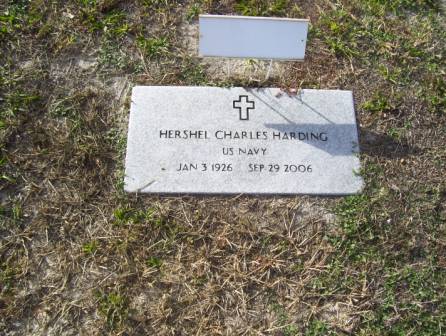 HERSHEL CHARLES HARDING
US NAVY
JAN 3 1926 SEP 29 2006